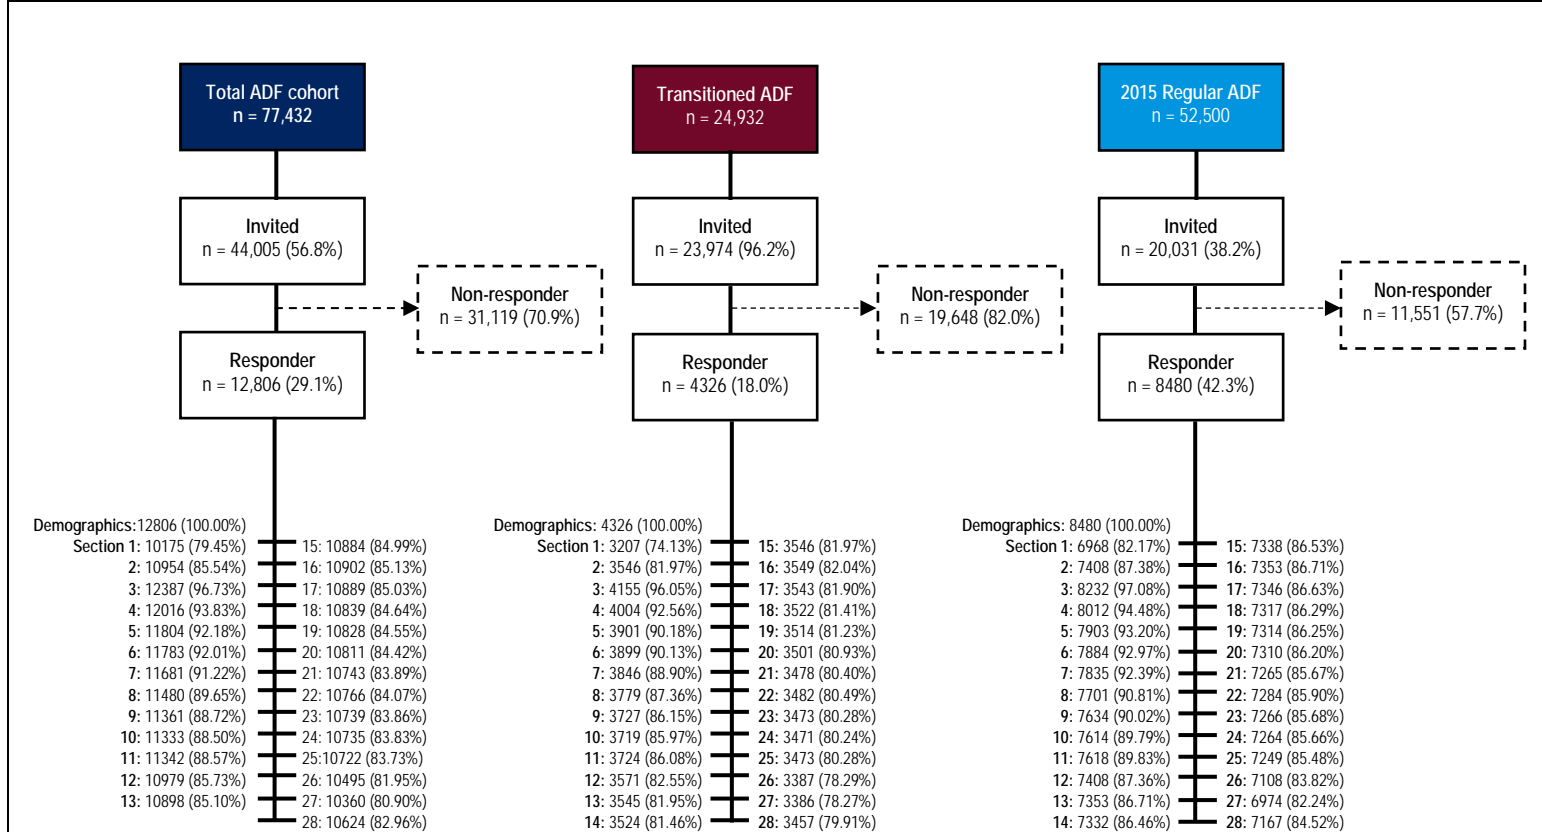 Total ADF cohort
n = 77,432
Invited
n = 44,005 (56.8%)
Non-responder
n = 31,119 (70.9%)
Responder
n = 12,806 (29.1%)
Demographics:12806 (100.00%)
Section 1: 10175 (79.45%)
2: 10954 (85.54%)
3: 12387 (96.73%)
4: 12016 (93.83%)
5: 11804 (92.18%)
6: 11783 (92.01%)
7: 11681 (91.22%)
8: 11480 (89.65%)
9: 11361 (88.72%)
10: 11333 (88.50%)
11: 11342 (88.57%)
12: 10979 (85.73%)
13: 10898 (85.10%)
15: 10884 (84.99%)
16: 10902 (85.13%)
17: 10889 (85.03%)
18: 10839 (84.64%)
19: 10828 (84.55%)
20: 10811 (84.42%)
21: 10743 (83.89%)
22: 10766 (84.07%)
23: 10739 (83.86%)
24: 10735 (83.83%)
25:10722 (83.73%)
26: 10495 (81.95%)
27: 10360 (80.90%)
28: 10624 (82.96%)
Transitioned ADF
n = 24,932
Invited
n = 23,974 (96.2%)
Non-responder
n = 19,648 (82.0%)
Responder
n = 4326 (18.0%)
Demographics: 4326 (100.00%)
Section 1: 3207 (74.13%)
2: 3546 (81.97%)
3: 4155 (96.05%)
4: 4004 (92.56%)
5: 3901 (90.18%)
6: 3899 (90.13%)
7: 3846 (88.90%)
8: 3779 (87.36%)
9: 3727 (86.15%)
10: 3719 (85.97%)
11: 3724 (86.08%)
12: 3571 (82.55%)
13: 3545 (81.95%)
14: 3524 (81.46%)
15: 3546 (81.97%)
16: 3549 (82.04%)
17: 3543 (81.90%)
18: 3522 (81.41%)
19: 3514 (81.23%)
20: 3501 (80.93%)
21: 3478 (80.40%)
22: 3482 (80.49%)
23: 3473 (80.28%)
24: 3471 (80.24%)
25: 3473 (80.28%)
26: 3387 (78.29%)
27: 3386 (78.27%)
28: 3457 (79.91%)
2015 Regular ADF
n = 52,500
Invited
n = 20,031 (38.2%)
Non-responder
n = 11,551 (57.7%)
Responder
n = 8480 (42.3%)
Demographics: 8480 (100.00%)
Section 1: 6968 (82.17%)
2: 7408 (87.38%)
3: 8232 (97.08%)
4: 8012 (94.48%)
5: 7903 (93.20%)
6: 7884 (92.97%)
7: 7835 (92.39%)
8: 7701 (90.81%)
9: 7634 (90.02%)
10: 7614 (89.79%)
11: 7618 (89.83%)
12: 7408 (87.36%)
13: 7353 (86.71%)
14: 7332 (86.46%)
15: 7338 (86.53%)
16: 7353 (86.71%)
17: 7346 (86.63%)
18: 7317 (86.29%)
19: 7314 (86.25%)
20: 7310 (86.20%)
21: 7265 (85.67%)
22: 7284 (85.90%)
23: 7266 (85.68%)
24: 7264 (85.66%)
25: 7249 (85.48%)
26: 7108 (83.82%)
27: 6974 (82.24%)
28: 7167 (84.52%)